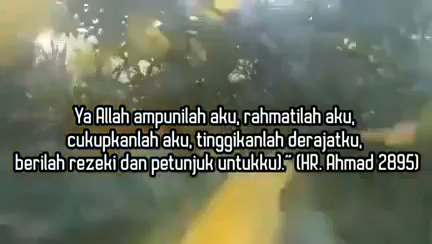 Ya Allah ampunilah aku, rahmatilah aku,
cukupkanlah aku, tinggikanlah derajatku,
berilah rezeki dan petunjuk untukku)." (HR. Ahmad 2895)